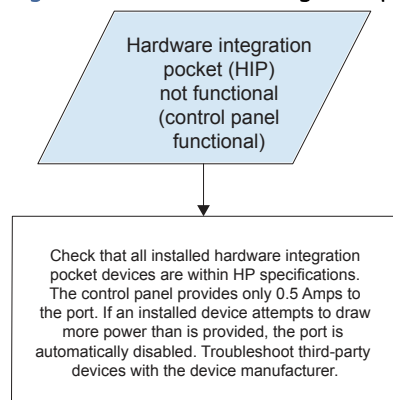 Hardware integration
pocket (HIP)
not functional
(control panel
functional)
Check that all installed hardware integration
pocket devices are within HP specifications.
The control panel provides only 0.5 Amps to
the port. If an installed device attempts to draw
more power than is provided, the port is
automatically disabled. Troubleshoot third-party
devices with the device manufacturer.